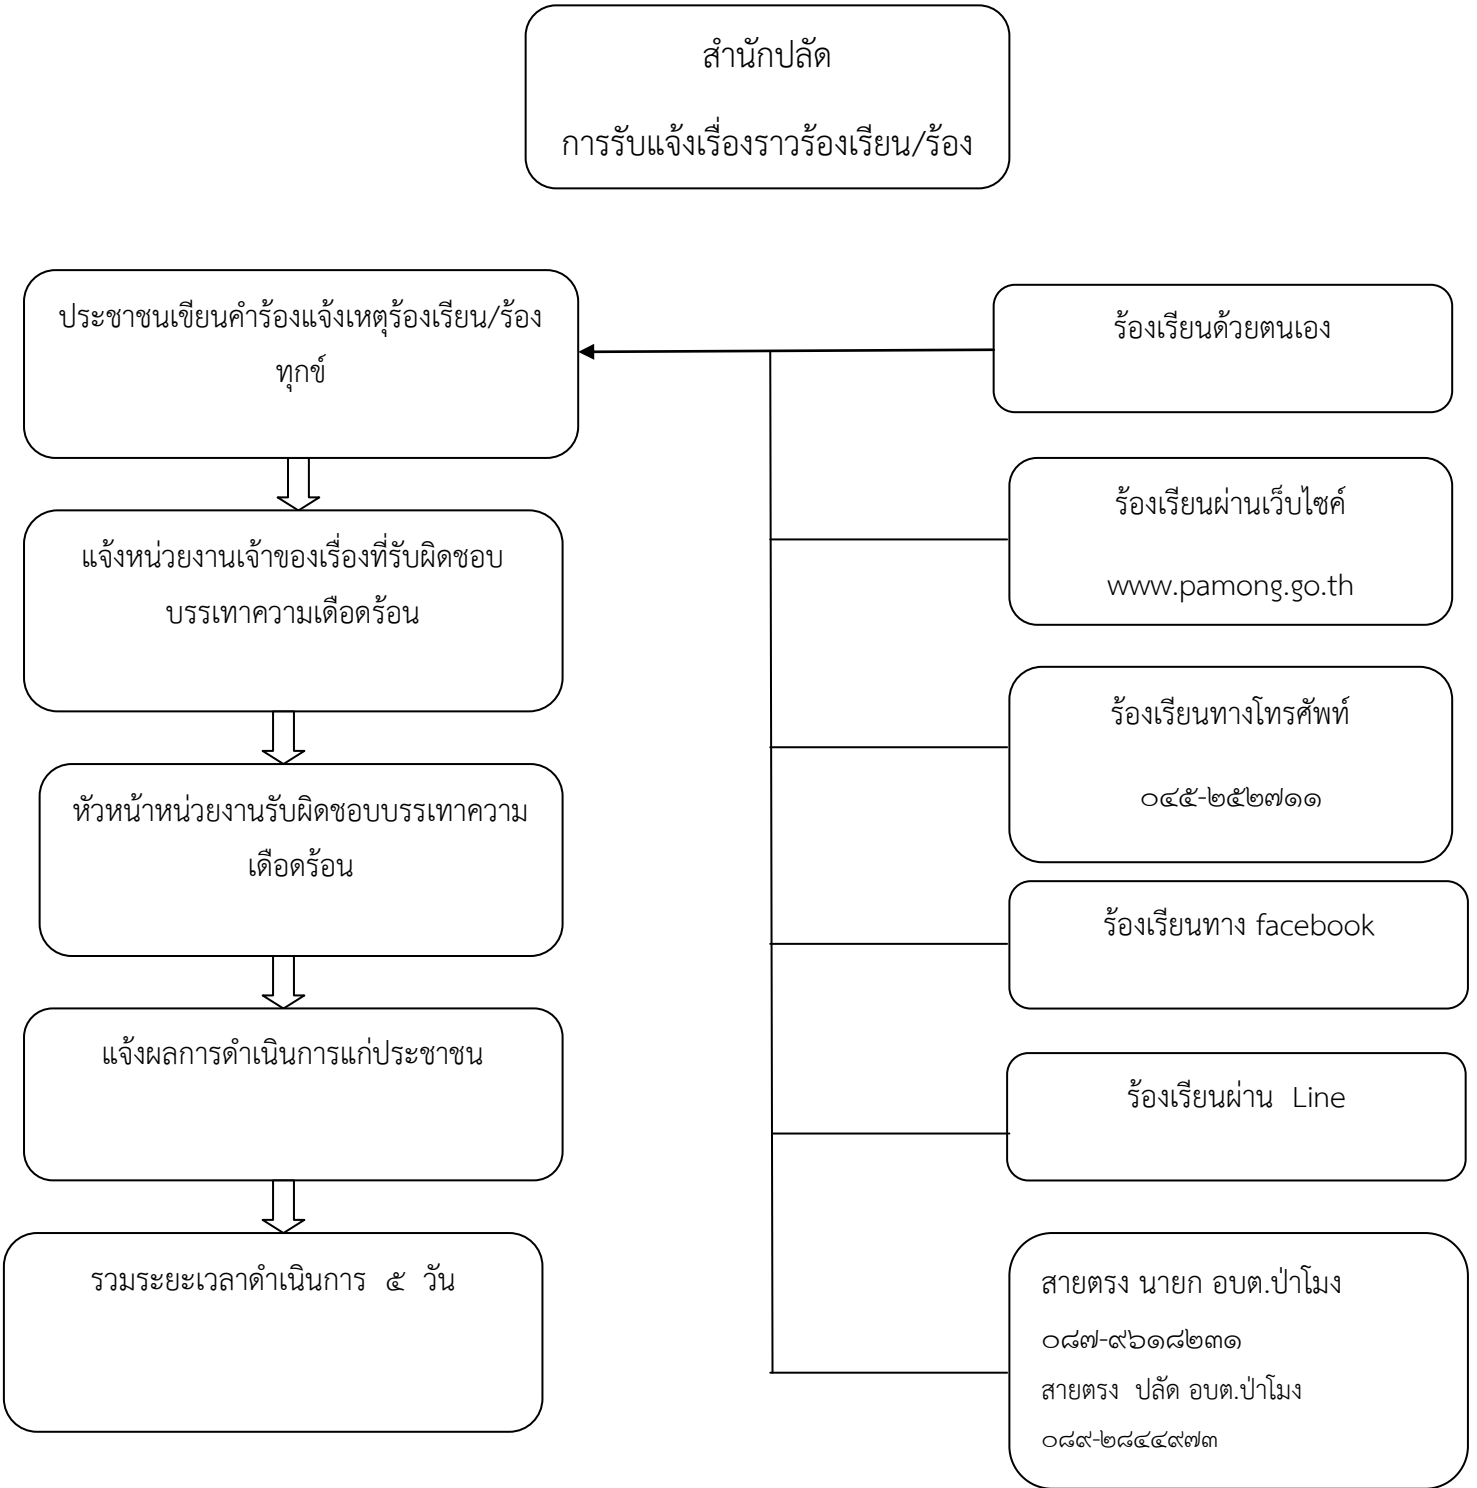 สำนักปลัด
การรับแจ้งเรื่องราวร้องเรียน/ร้อง
ประชาชนเขียนคำร้องแจ้งเหตุร้องเรียน/ร้อง
ทุกข์
แจ้งหน่วยงานเจ้าของเรื่องที่รับผิดชอบ
บรรเทาความเดือดร้อน
หัวหน้าหน่วยงานรับผิดชอบบรรเทาความ
เดือดร้อน
แจ้งผลการดำเนินการแก่ประชาชน
รวมระยะเวลาดำเนินการ ๕ วัน
ร้องเรียนด้วยตนเอง
ร้องเรียนผ่านเว็บไซค์
www.pamong.go.th
ร้องเรียนทางโทรศัพท์
๐๔๕-๒๕๒๗๑๑
ร้องเรียนทาง facebook
ร้องเรียนผ่าน Line
สายตรง นายก อบต.ป่าโมง
๐๘๗-๙๖๑๘๒๓๑
สายตรง ปลัด อบต.ป่าโมง
๐๘๙-๒๘๔๔๙๗๓